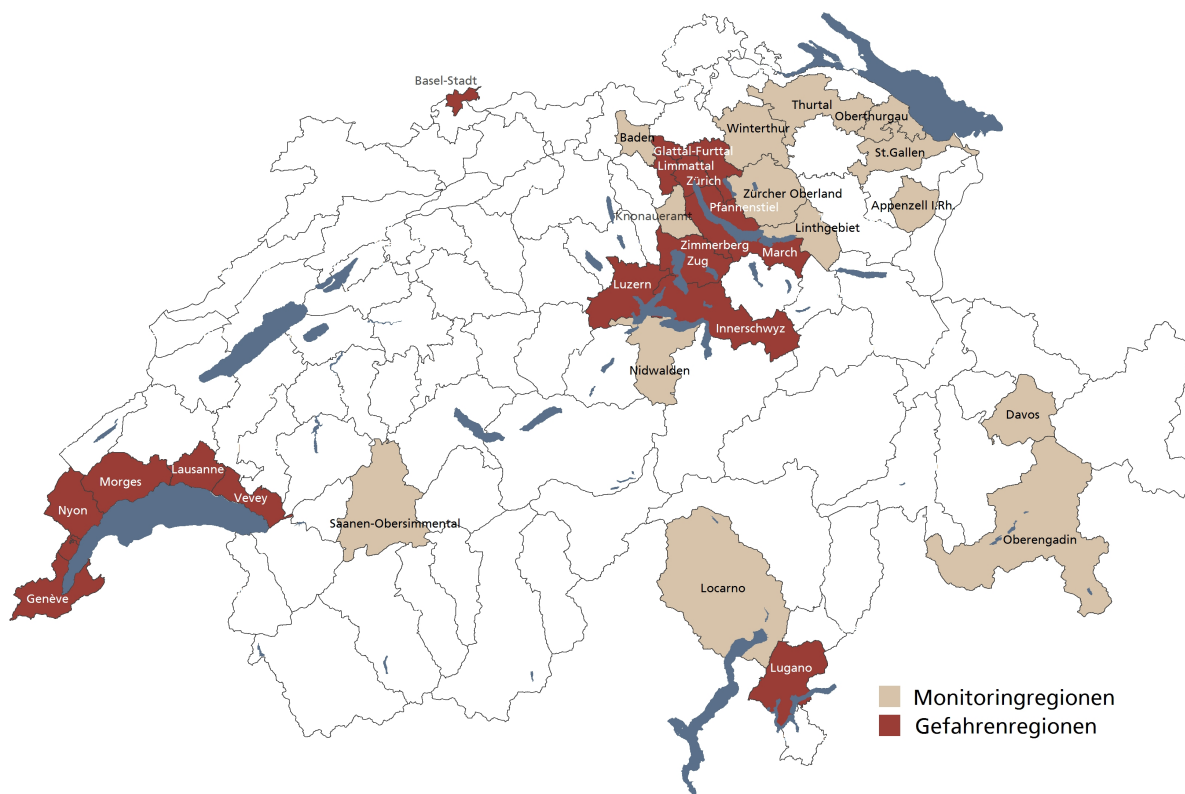 Basel-Stadt
Thurtal
Oberthurgau
Winterthur
Baden
Glattal-Furttal
St.Gallen
Limmattal
Zürich
Zürcher Oberland
Appenzell I.Rh.
Pfannenstiel
Knonaueramt
Linthgebiet
Zimmerberg
March
Zug
Luzern
Innerschwyz
Nidwalden
Davos
Lausanne
Morges
Vevey
Nyon
Saanen-Obersimmental
Oberengadin
Locarno
Genève
Lugano
Monitoringregionen
Gefahrenregionen